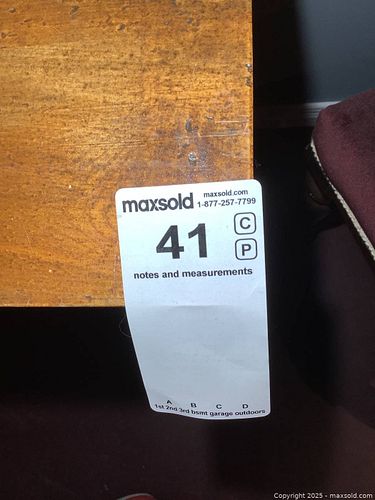 maxsold maxsold.com
1-877-257-7799
41 C
P
notes and measurements
A B C D
1st 2nd 3rd bsmt garage outdoors
Copyright 2025 - maxsold.com